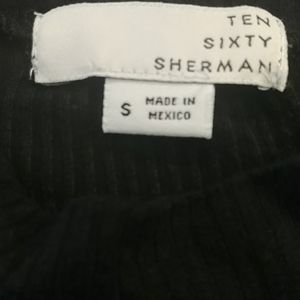 TEN
SIXTY
SHERMAN
S MADE IN
MEXICO